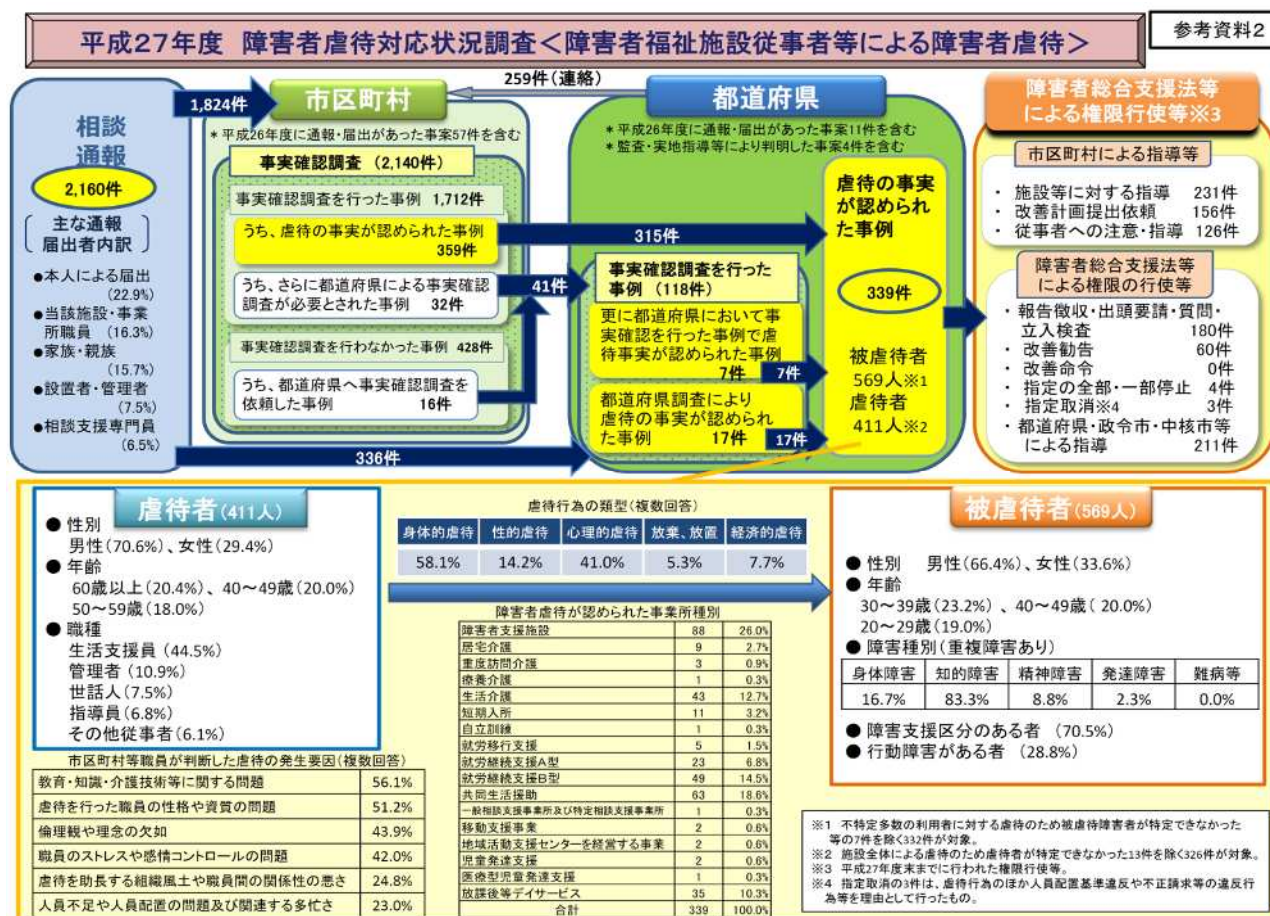 平成27年度 障害者虐待対応状況調査<障害者福祉施設従事者等による障害者虐待>
参考資料2
相談
通報
2,160件
主な通報
届出者内訳
●本人による届出
(22.9%)
●当該施設・事業
所職員 (16.3%)
●家族・親族
(15.7%)
●設置者・管理者
(7.5%)
●相談支援専門員
(6.5%)
1,824件
259件(連絡)
336件
市区町村
*平成26年度に通報・届出があった事案57件を含む
事実確認調査 (2,140件)
事実確認調査を行った事例 1,712件
うち、虐待の事実が認められた事例
359件
うち、さらに都道府県による事実確認
調査が必要とされた事例 32件
事実確認調査を行わなかった事例 428件
うち、都道府県へ事実確認調査を
依頼した事例 16件
315件
41件
都道府県
*平成26年度に通報・届出があった事案11件を含む
*監査・実地指導等により判明した事案4件を含む
事実確認調査を行った
事例 (118件)
更に都道府県において事
実確認を行った事例で虐
待事実が認められた事例
7件
7件
都道府県調査により
虐待の事実が認められ
た事例 17件
17件
虐待の事実
が認められ
た事例
339件
被虐待者
569人※1
虐待者
411人※2
障害者総合支援法等
による権限行使等※3
市区町村による指導等
・ 施設等に対する指導 231件
・ 改善計画提出依頼 156件
・ 従事者への注意・指導 126件
障害者総合支援法等
による権限の行使等
・ 報告徴収・出頭要請・質問・
立入検査 180件
・ 改善勧告 60件
・ 改善命令 0件
・ 指定の全部・一部停止 4件
・ 指定取消※4 3件
・ 都道府県・政令市・中核市等
による指導 211件
虐待者(411人)
● 性別
男性(70.6%)、女性(29.4%)
● 年齢
60歳以上(20.4%)、40～49歳(20.0%)
50～59歳(18.0%)
● 職種
生活支援員 (44.5%)
管理者 (10.9%)
世話人 (7.5%)
指導員 (6.8%)
その他従事者 (6.1%)
市区町村等職員が判断した虐待の発生要因(複数回答)
教育・知識・介護技術等に関する問題 56.1%
虐待を行った職員の性格や資質の問題 51.2%
倫理観や理念の欠如 43.9%
職員のストレスや感情コントロールの問題 42.0%
虐待を助長する組織風土や職員間の関係性の悪さ 24.8%
人員不足や人員配置の問題及び関連する多忙さ 23.0%
虐待行為の類型(複数回答)
身体的虐待 性的虐待 心理的虐待 放棄、放置 経済的虐待
58.1% 14.2% 41.0% 5.3% 7.7%
障害者虐待が認められた事業所種別
障害者支援施設 88 26.0%
居宅介護 9 2.7%
重度訪問介護 3 0.9%
療養介護 1 0.3%
生活介護 43 12.7%
短期入所 11 3.2%
自立訓練 1 0.3%
就労移行支援 5 1.5%
就労継続支援A型 23 6.8%
就労継続支援B型 49 14.5%
共同生活援助 63 18.6%
一般相談支援事業所及び特定相談支援事業所 1 0.3%
移動支援事業 2 0.6%
地域活動支援センターを経営する事業 2 0.6%
児童発達支援 2 0.6%
医療型児童発達支援 1 0.3%
放課後等デイサービス 35 10.3%
合計 339 100.0%
被虐待者(569人)
● 性別 男性(66.4%)、女性(33.6%)
● 年齢
30～39歳(23.2%) 、40～49歳( 20.0%)
20～29歳(19.0%)
● 障害種別(重複障害あり)
身体障害 知的障害 精神障害 発達障害 難病等
16.7% 83.3% 8.8% 2.3% 0.0%
● 障害支援区分のある者 (70.5%)
● 行動障害がある者 (28.8%)
※1 不特定多数の利用者に対する虐待のため被虐待障害者が特定できなかった
等の7件を除く332件が対象。
※2 施設全体による虐待のため虐待者が特定できなかった13件を除く326件が対象。
※3 平成27年度末までに行われた権限行使等。
※4 指定取消の3件は、虐待行為のほか人員配置基準違反や不正請求等の違反行
為等を理由として行ったもの。